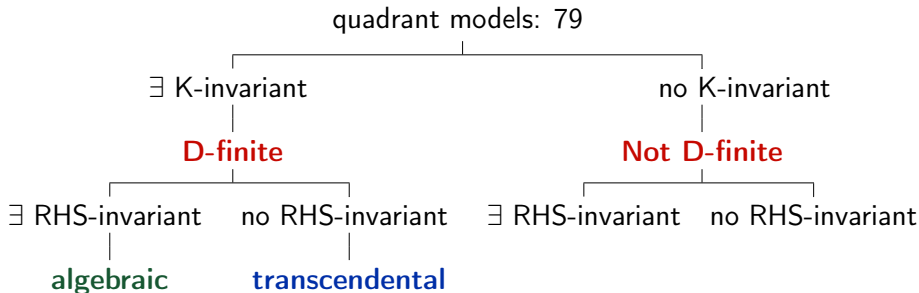 quadrant models: 79
∃ K-invariant no K-invariant
D-finite Not D-finite
∃ RHS-invariant no RHS-invariant ∃ RHS-invariant no RHS-invariant
algebraic transcendental